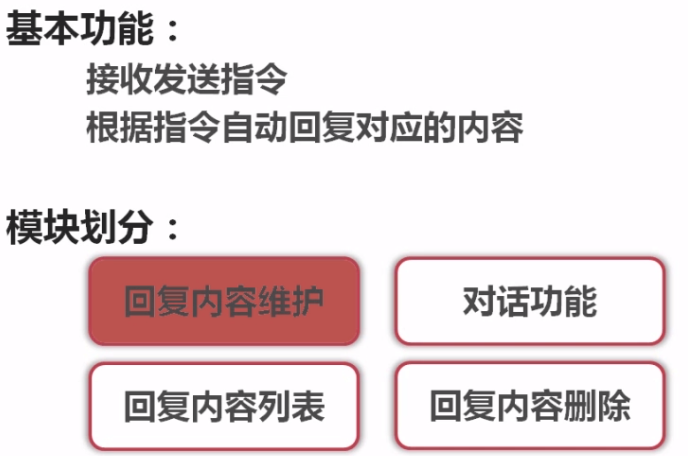 基本功能：
接收发送指令
根据指令自动回复对应的内容
模块划分：
回复内容维护
对话功能
回复内容列表
回复内容删除